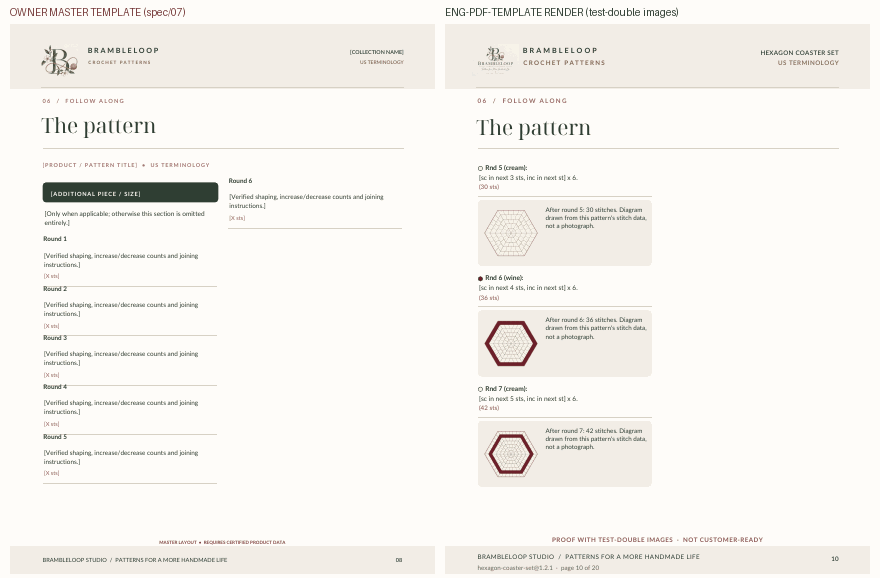 OWNER MASTER TEMPLATE (spec/07)
BRAMBLELOOP
CROCHET PATTERNS
[COLLECTION NAME]
US TERMINOLOGY
06 / FOLLOW ALONG
The pattern
[PRODUCT / PATTERN TITLE] • US TERMINOLOGY
[ADDITIONAL PIECE / SIZE]
[Only when applicable; otherwise this section is omitted
entirely.]
Round 1
[Verified shaping, increase/decrease counts and joining
instructions.]
[X sts]
Round 2
[Verified shaping, increase/decrease counts and joining
instructions.]
[X sts]
Round 3
[Verified shaping, increase/decrease counts and joining
instructions.]
[X sts]
Round 4
[Verified shaping, increase/decrease counts and joining
instructions.]
[X sts]
Round 5
[Verified shaping, increase/decrease counts and joining
instructions.]
[X sts]
Round 6
[Verified shaping, increase/decrease counts and joining
instructions.]
[X sts]
MASTER LAYOUT • REQUIRES CERTIFIED PRODUCT DATA
BRAMBLELOOP STUDIO / PATTERNS FOR A MORE HANDMADE LIFE
08
ENG-PDF-TEMPLATE RENDER (test-double images)
BRAMBLELOOP
BRAMBLELOOP
CROCHET PATTERNS
HEXAGON COASTER SET
US TERMINOLOGY
06 / FOLLOW ALONG
The pattern
Rnd 5 (cream):
[sc in next 3 sts, inc in next st] x 6.
(30 sts)
After round 5: 30 stitches. Diagram
drawn from this pattern's stitch data,
not a photograph.
Rnd 6 (wine):
[sc in next 4 sts, inc in next st] x 6.
(36 sts)
After round 6: 36 stitches. Diagram
drawn from this pattern's stitch data,
not a photograph.
Rnd 7 (cream):
[sc in next 5 sts, inc in next st] x 6.
(42 sts)
After round 7: 42 stitches. Diagram
drawn from this pattern's stitch data,
not a photograph.
PROOF WITH TEST-DOUBLE IMAGES - NOT CUSTOMER-READY
BRAMBLELOOP STUDIO / PATTERNS FOR A MORE HANDMADE LIFE
10
hexagon-coaster-set@1.2.1 - page 10 of 20